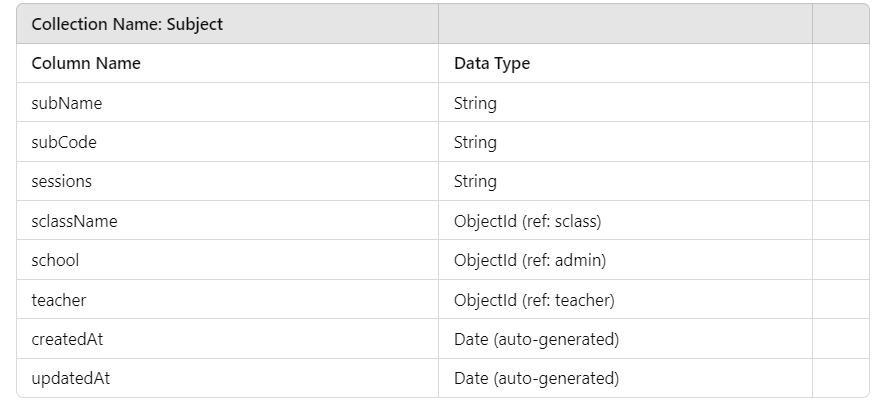 Collection Name: Subject
Column Name Data Type
subName String
subCode String
sessions String
sclassName ObjectId (ref: sclass)
school ObjectId (ref: admin)
teacher ObjectId (ref: teacher)
createdAt Date (auto-generated)
updatedAt Date (auto-generated)